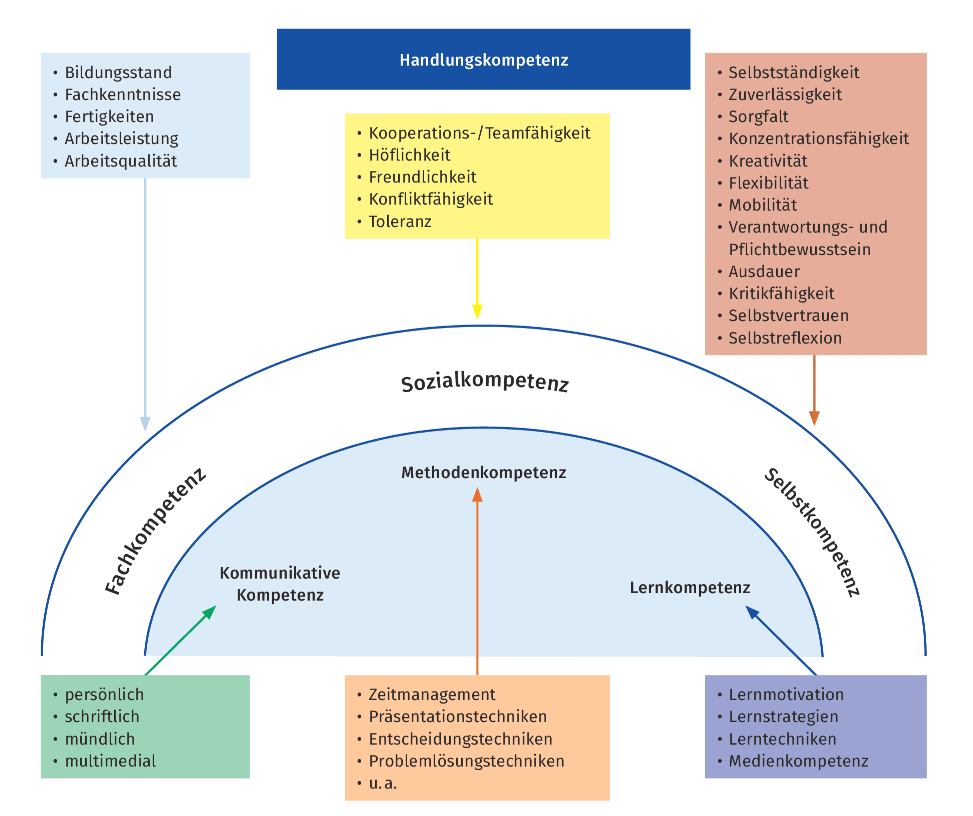 Handlungskompetenz
• Bildungsstand
• Fachkenntnisse
• Fertigkeiten
• Arbeitsleistung
• Arbeitsqualität
• Kooperations-/Teamfähigkeit
• Höflichkeit
• Freundlichkeit
• Konfliktfähigkeit
• Toleranz
• Selbstständigkeit
• Zuverlässigkeit
• Sorgfalt
• Konzentrationsfähigkeit
• Kreativität
• Flexibilität
• Mobilität
• Verantwortungs- und
Pflichtbewusstsein
• Ausdauer
• Kritikfähigkeit
• Selbstvertrauen
• Selbstreflexion
Fachkompetenz
Sozialkompetenz
Selbstkompetenz
Methodenkompetenz
Kommunikative
Kompetenz
Lernkompetenz
• persönlich
• schriftlich
• mündlich
• multimedial
• Zeitmanagement
• Präsentationstechniken
• Entscheidungstechniken
• Problemlösungstechniken
• u. a.
• Lernmotivation
• Lernstrategien
• Lerntechniken
• Medienkompetenz